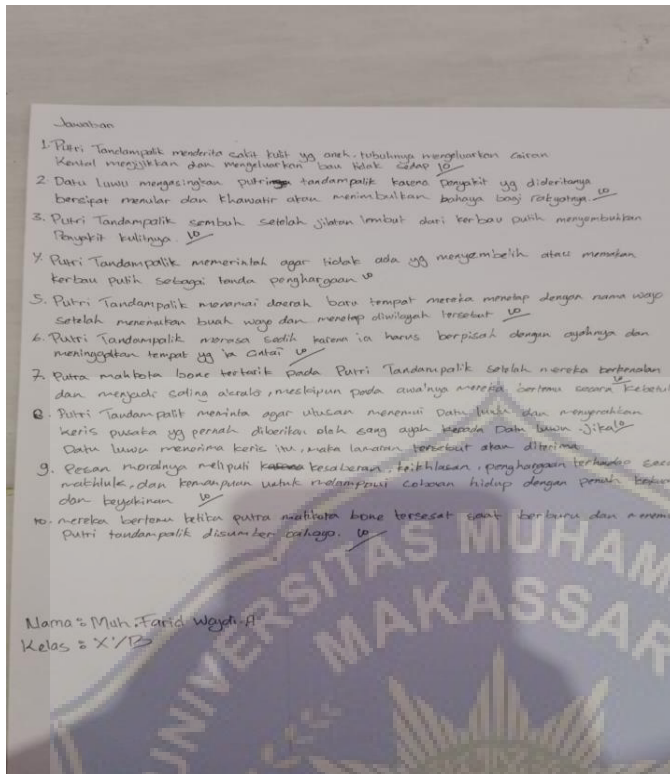 Jawaban
1. Putri Tandampalik menderita sakit kulit yg aneh. tubuhnya mengeluarkan cairan
Kental menjijikkan dan mengeluarkan bau tidak sedap 10
2. Datu luwu mengasingkan putri tandampalik karena penyakit yg dideritanya
bersipat menular dan khawatir akan menimbulkan bahaya bagi rakyatnya. 10
3. Putri Tandampalik sembuh setelah jilatan lembut dari kerbau putih menyembuhkan
Penyakit kulitnya. 10
4. Putri Tandampalik memerintah agar tidak ada yg menyembelih atau memakan
kerbau putih sebagai tanda penghargaan 10
5. Putri Tandampalik menamai daerah baru tempat mereka menetap dengan nama wajo
setelah menemukan buah wajo dan menetap diwilayah tersebut 10
6. Putri Tandampalik merasa sedih karena ia harus berpisah dengan ayahnya dan
meninggalkan tempat yg ia Cintai 10
7. Putra mahkota bone tertarik pada Putri Tandampalik setelah mereka berkenalan 10
dan menjadi saling akrab, meskipun pada awalnya mereka bertemu secara kebetul
8. Putri Tandampalik meminta agar utusan menemui Datu luwu dan menyerahkan
keris pusaka yg pernah diberikan oleh sang ayah kepada Datu luwu. Jika 10
Datu luwu menerima keris itu, maka lamaran tersebut akan diterima
9. Pesan moralnya meliputi kesabaran, keikhlasan, penghargaan terhadap
makhluk, dan kemampuan untuk melampaui cobaan hidup dengan penuh
dan keyakinan 10
10. mereka bertemu ketika putra mahkota bone tersesat saat berburu dan menemu
Putri tandampalik disumber cahaya. 10
Nama : Muh. Farid Wajdi. A
Kelas : X/B
UNIVERSITAS MUHAM
MAKASSAR